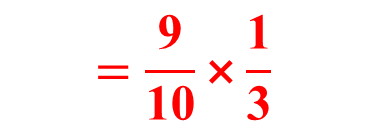 = 9/10 × 1/3